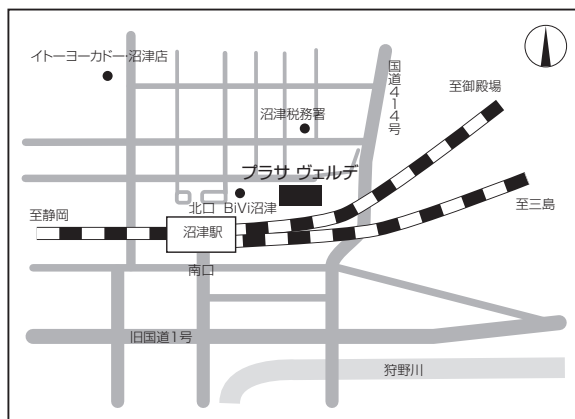 イトーヨーカドー沼津店
国道414号
至御殿場
沼津税務署
プラサ ヴェルデ
北口 BiVi沼津
至三島
至静岡
沼津駅
南口
旧国道1号
狩野川